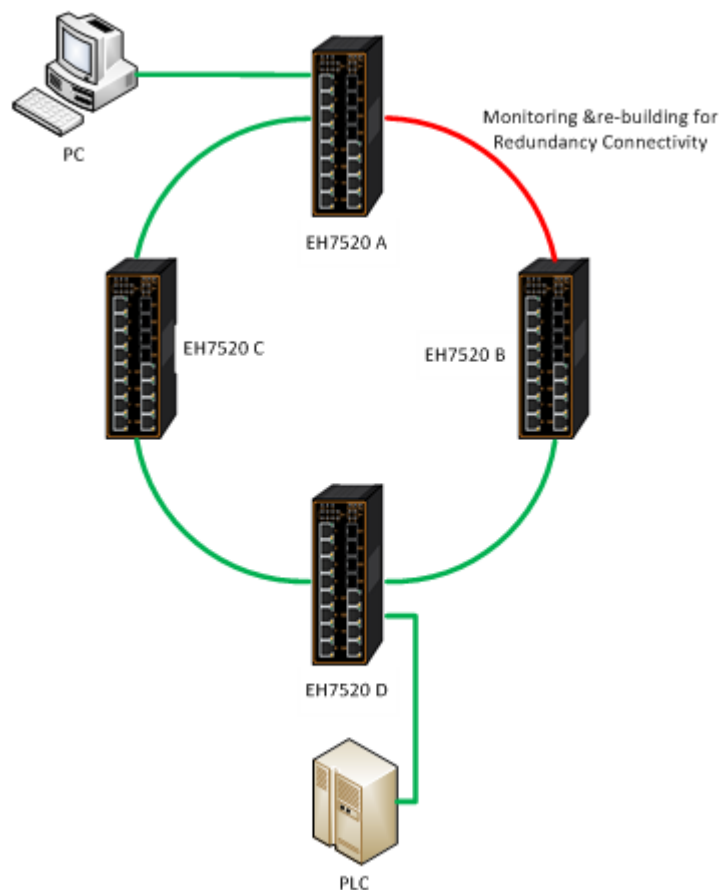 PC
Monitoring &re-building for
Redundancy Connectivity
EH7520 A
EH7520 C
EH7520 B
EH7520 D
PLC